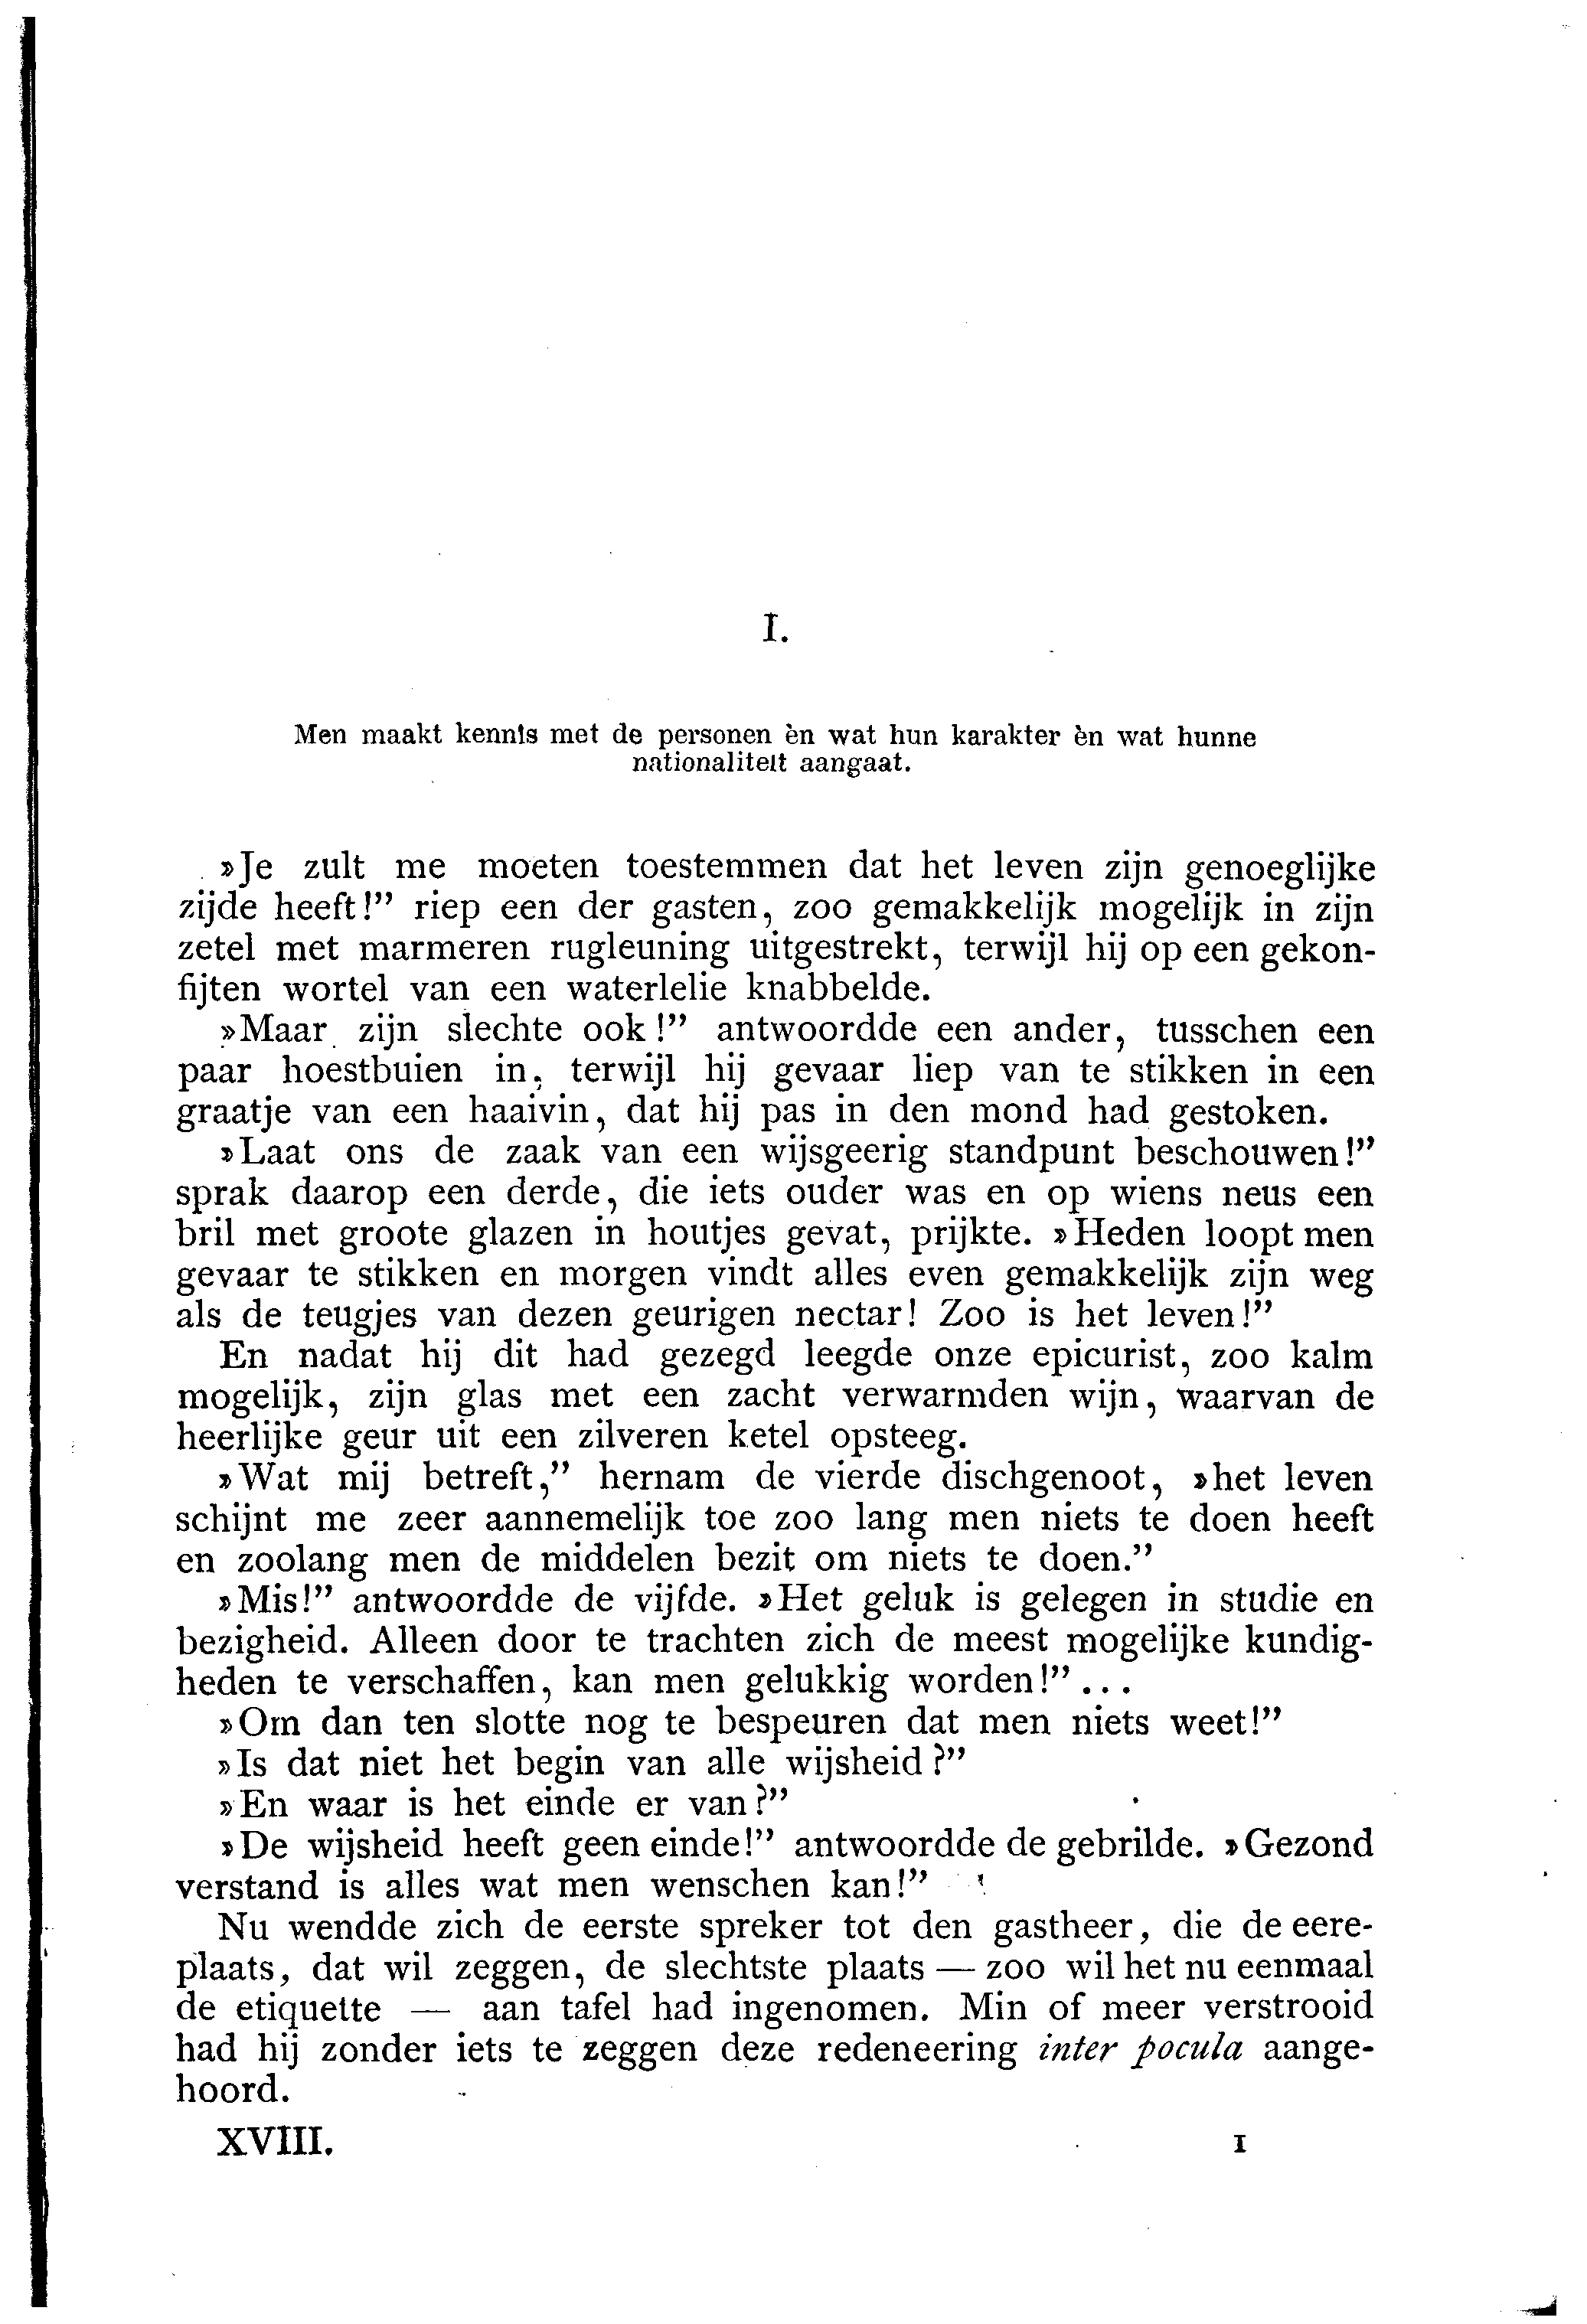 I.
Men maakt kennis met de personen èn wat hun karakter èn wat hunne
nationaliteit aangaat.
»Je zult me moeten toestemmen dat het leven zijn genoeglijke
zijde heeft!” riep een der gasten, zoo gemakkelijk mogelijk in zijn
zetel met marmeren rugleuning uitgestrekt, terwijl hij op een gekon-
fijten wortel van een waterlelie knabbelde.
»Maar zijn slechte ook!” antwoordde een ander, tusschen een
paar hoestbuien in, terwijl hij gevaar liep van te stikken in een
graatje van een haaivin, dat hij pas in den mond had gestoken.
»Laat ons de zaak van een wijsgeerig standpunt beschouwen!”
sprak daarop een derde, die iets ouder was en op wiens neus een
bril met groote glazen in houtjes gevat, prijkte. »Heden loopt men
gevaar te stikken en morgen vindt alles even gemakkelijk zijn weg
als de teugjes van dezen geurigen nectar! Zoo is het leven!”
En nadat hij dit had gezegd leegde onze epicurist, zoo kalm
mogelijk, zijn glas met een zacht verwarmden wijn, waarvan de
heerlijke geur uit een zilveren ketel opsteeg.
»Wat mij betreft,” hernam de vierde dischgenoot, »het leven
schijnt me zeer aannemelijk toe zoo lang men niets te doen heeft
en zoolang men de middelen bezit om niets te doen.”
»Mis!” antwoordde de vijfde. »Het geluk is gelegen in studie en
bezigheid. Alleen door te trachten zich de meest mogelijke kundig-
heden te verschaffen, kan men gelukkig worden!”...
»Om dan ten slotte nog te bespeuren dat men niets weet!”
»Is dat niet het begin van alle wijsheid?”
»En waar is het einde er van?”
»De wijsheid heeft geen einde!” antwoordde de gebrilde. »Gezond
verstand is alles wat men wenschen kan!”
Nu wendde zich de eerste spreker tot den gastheer, die de eere-
plaats, dat wil zeggen, de slechtste plaats — zoo wil het nu eenmaal
de etiquette — aan tafel had ingenomen. Min of meer verstrooid
had hij zonder iets te zeggen deze redeneering inter pocula aange-
hoord.
XVIII. 1